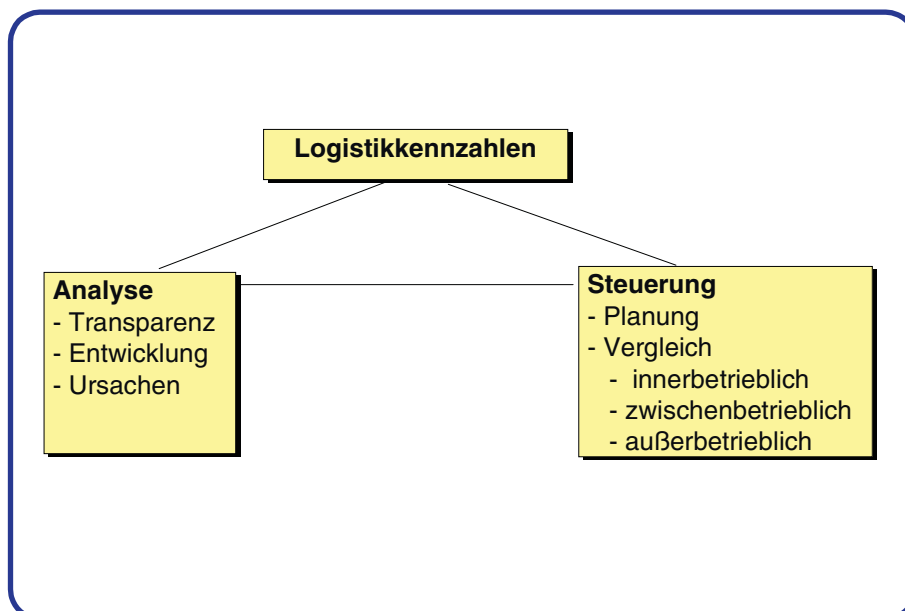 Logistikkennzahlen
Analyse
- Transparenz
- Entwicklung
- Ursachen
Steuerung
- Planung
- Vergleich
- innerbetrieblich
- zwischenbetrieblich
- außerbetrieblich